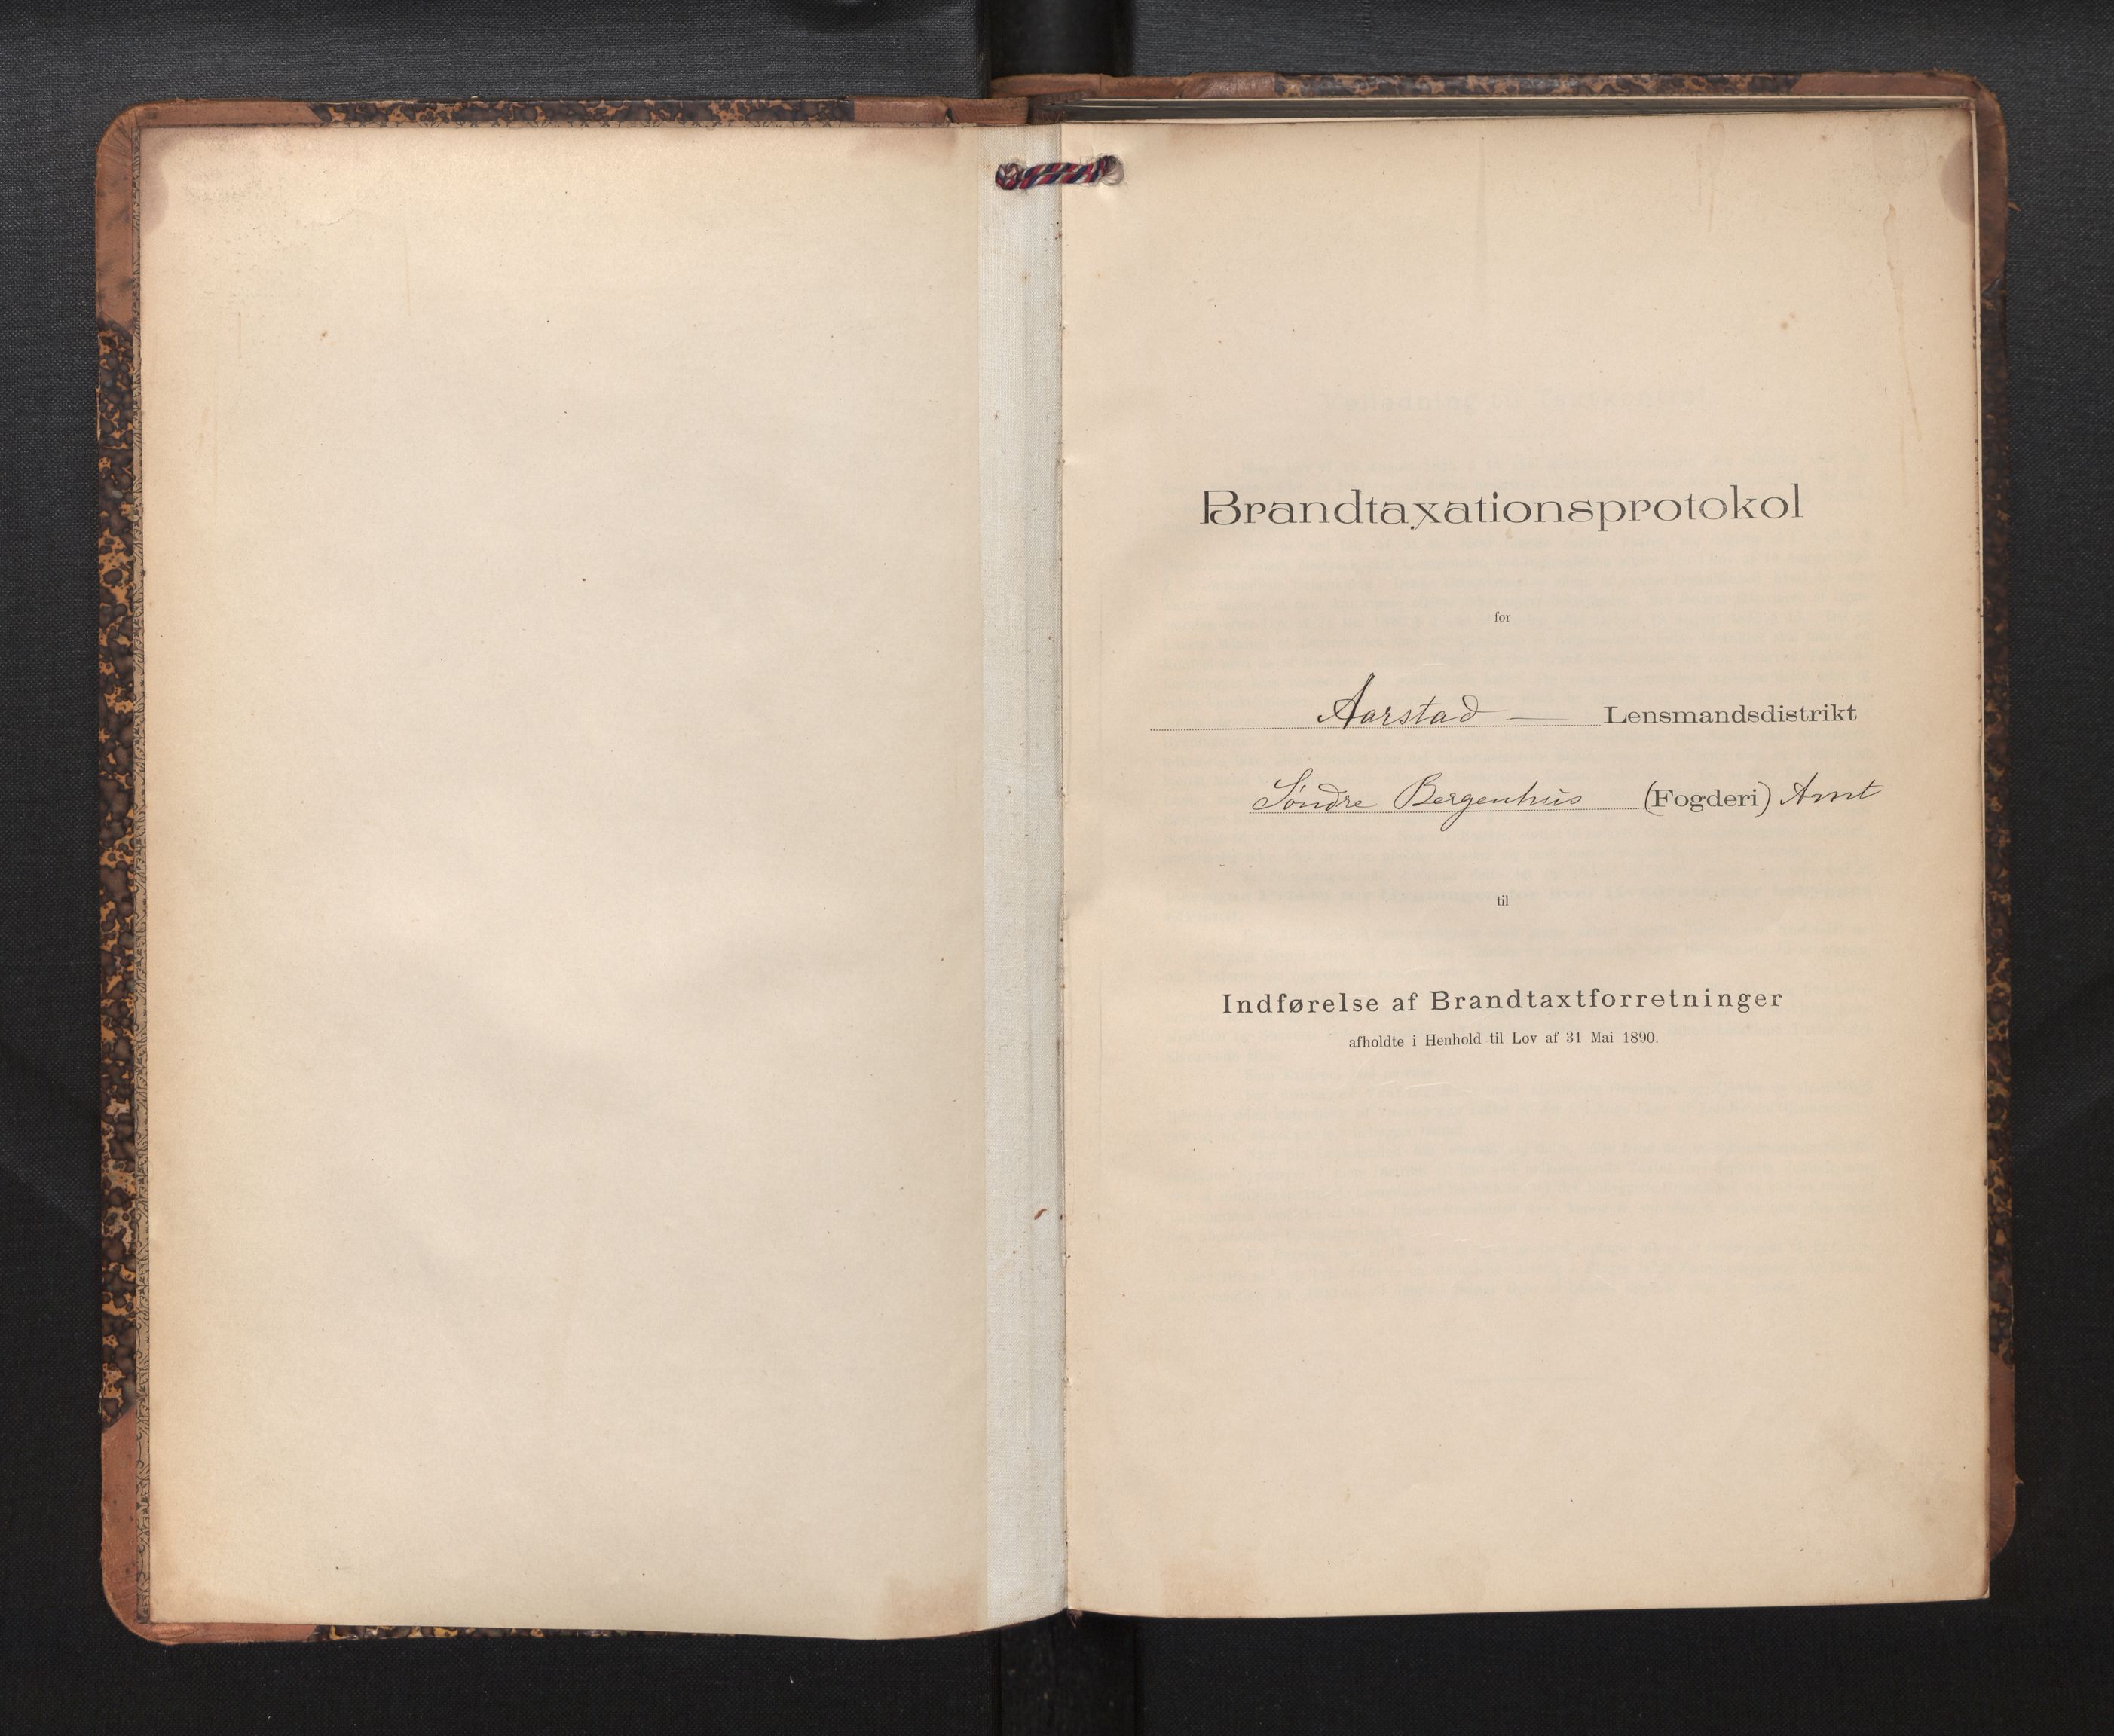 Brandtaxationsprotokol
for
Aarstad — Lensmandsdistrikt
Søndre Bergenhus (Fogderi) Amt
til
Indførelse af Brandtaxtforretninger
afholdte i Henhold til Lov af 31 Mai 1890.